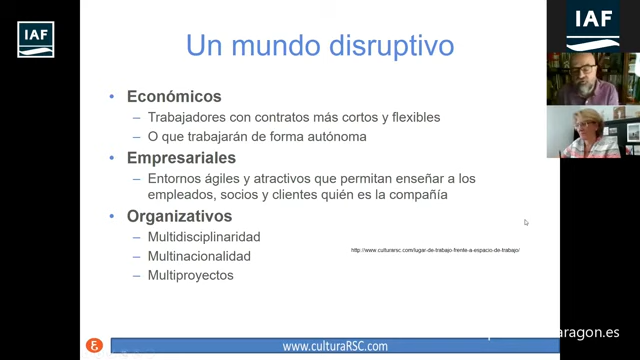 IAF
IAF
Un mundo disruptivo
• Económicos
– Trabajadores con contratos más cortos y flexibles
– O que trabajarán de forma autónoma
• Empresariales
– Entornos ágiles y atractivos que permitan enseñar a los
empleados, socios y clientes quién es la compañía
• Organizativos
– Multidisciplinaridad
– Multinacionalidad
– Multiproyectos
http://www.culturarsc.com/lugar-de-trabajo-frente-a-espacio-de-trabajo/
www.culturaRSC.com
aragon.es